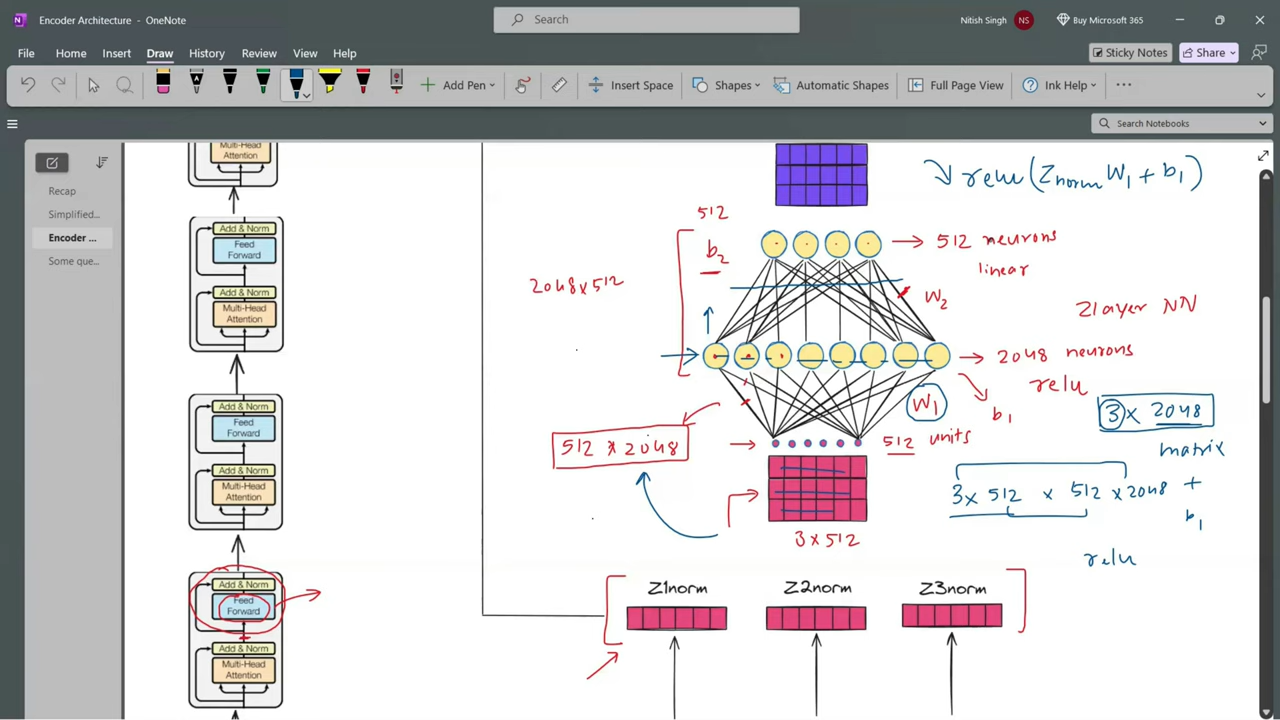 Encoder Architecture - OneNote
Search
Nitish Singh
NS
Buy Microsoft 365
File
Home
Insert
Draw
History
Review
View
Help
Sticky Notes
Share
Add Pen
Insert Space
Shapes
Automatic Shapes
Full Page View
Ink Help
Search Notebooks
Recap
Simplified...
Encoder ...
Some que...
Multi-Head
Attention
Add & Norm
Feed
Forward
Add & Norm
Multi-Head
Attention
Add & Norm
Feed
Forward
Add & Norm
Multi-Head
Attention
Add & Norm
Feed
Forward
Add & Norm
Multi-Head
Attention
relu (Znorm W1 + b1)
512
b2
512 neurons
linear
2048 x 512
W2
2 layer NN
2048 neurons
relu
W1
b1
3 x 2048
matrix
512 x 2048
512 units
3 x 512 x 512 x 2048 +
b1
3 x 512
relu
Z1norm
Z2norm
Z3norm